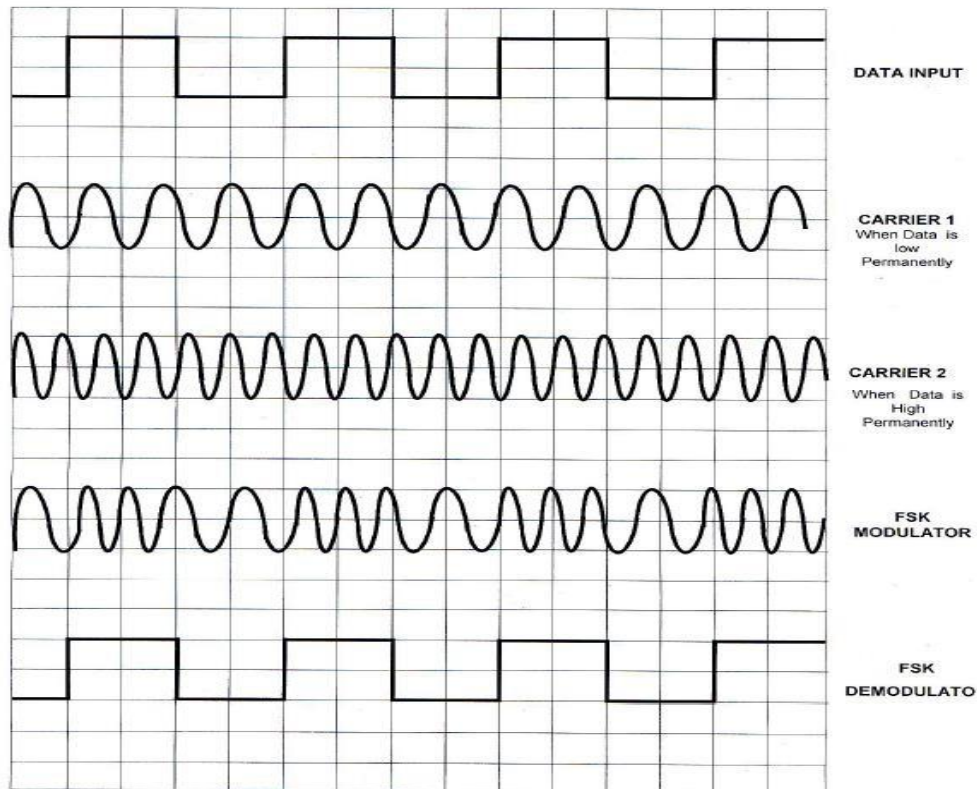 DATA INPUT
CARRIER 1
When Data is
low
Permanently
CARRIER 2
When Data is
High
Permanently
FSK
MODULATOR
FSK
DEMODULATO